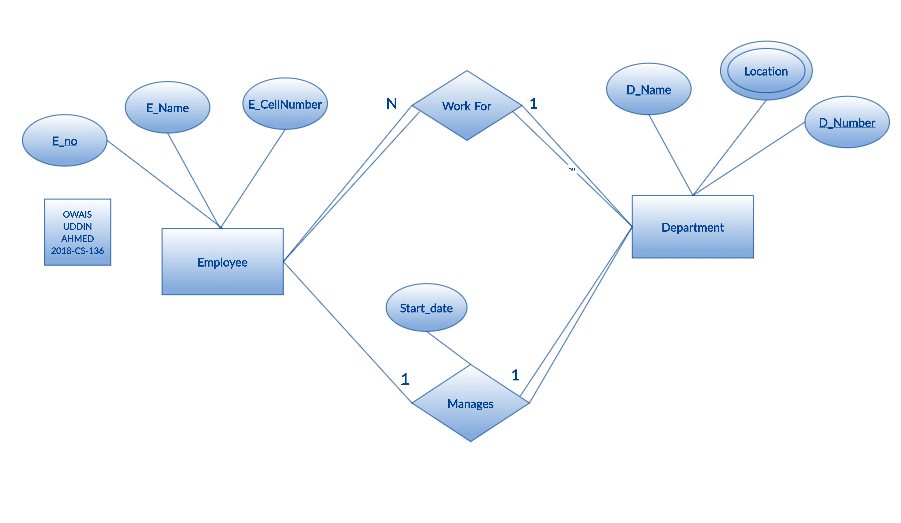 Location
D_Name
E_Name
E_CellNumber
N
Work For
1
D_Number
E_no
OWAIS
UDDIN
AHMED
2018-CS-136
Employee
Department
Start_date
1
1
Manages